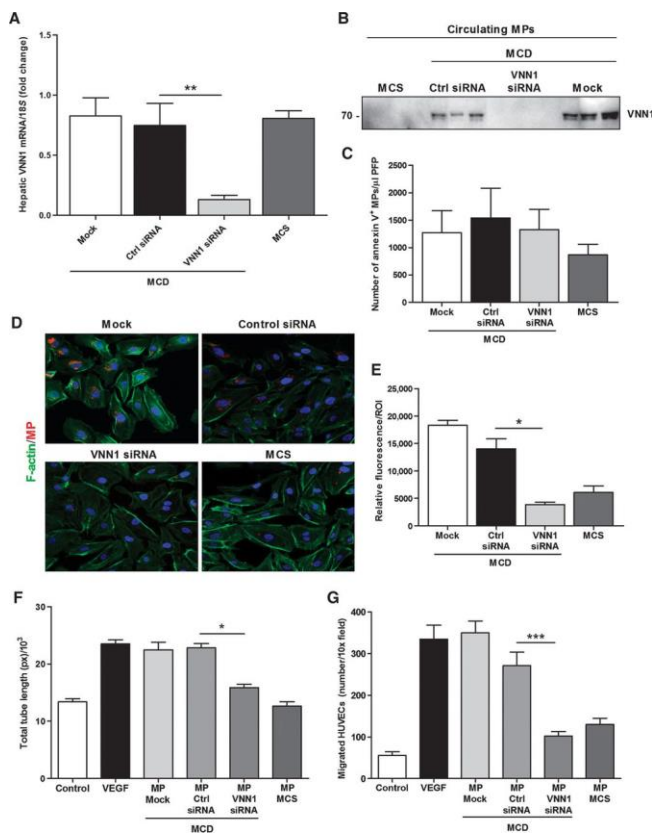 A
Hepatic VNN1 mRNA/18S (fold change)
1.0
0.5
0.0
**
Mock
Ctrl siRNA
VNN1 siRNA
MCS
MCD
B
Circulating MPs
MCD
MCS
Ctrl siRNA
VNN1
siRNA
Mock
70 -
VNN1
C
Number of annexin V+ MPs/µl PFP
2500
2000
1500
1000
500
0
Mock
Ctrl
siRNA
VNN1
siRNA
MCS
MCD
D
Mock
Control siRNA
VNN1 siRNA
MCS
F-actin/MP
E
Relative fluorescence/ROI
20,000
15,000
10,000
5000
0
*
Mock
Ctrl
siRNA
VNN1
siRNA
MCS
MCD
F
Total tube length (px)/10³
30
20
10
0
*
Control
VEGF
MP
Mock
MP
Ctrl
siRNA
MP
VNN1
siRNA
MP
MCS
MCD
G
Migrated HUVECs (number/10x field)
400
300
200
100
0
***
Control
VEGF
MP
Mock
MP
Ctrl
siRNA
MP
VNN1
siRNA
MP
MCS
MCD